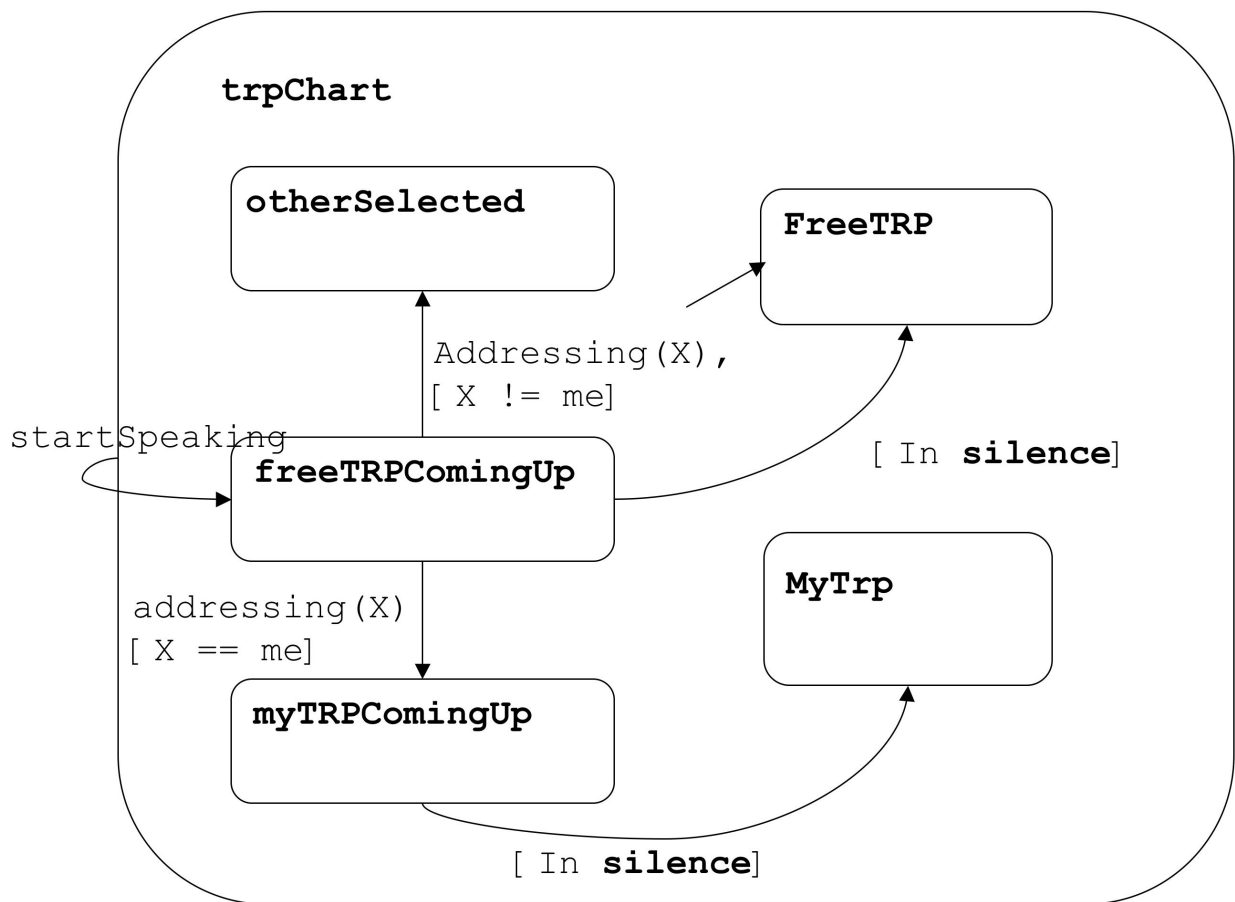 trpChart
otherSelected
FreeTRP
Addressing(X),
[ X != me]
startSpeaking
freeTRPComingUp
[ In silence]
MyTrp
addressing(X)
[ X == me]
myTRPComingUp
[ In silence]